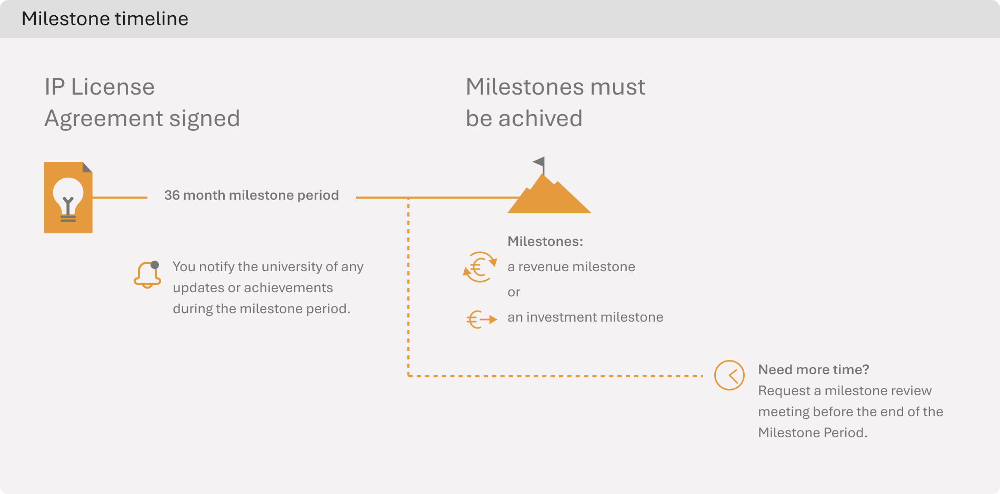 Milestone timeline
IP License
Agreement signed
Milestones must
be achived
36 month milestone period
You notify the university of any
updates or achievements
during the milestone period.
Milestones:
a revenue milestone
or
an investment milestone
Need more time?
Request a milestone review
meeting before the end of the
Milestone Period.